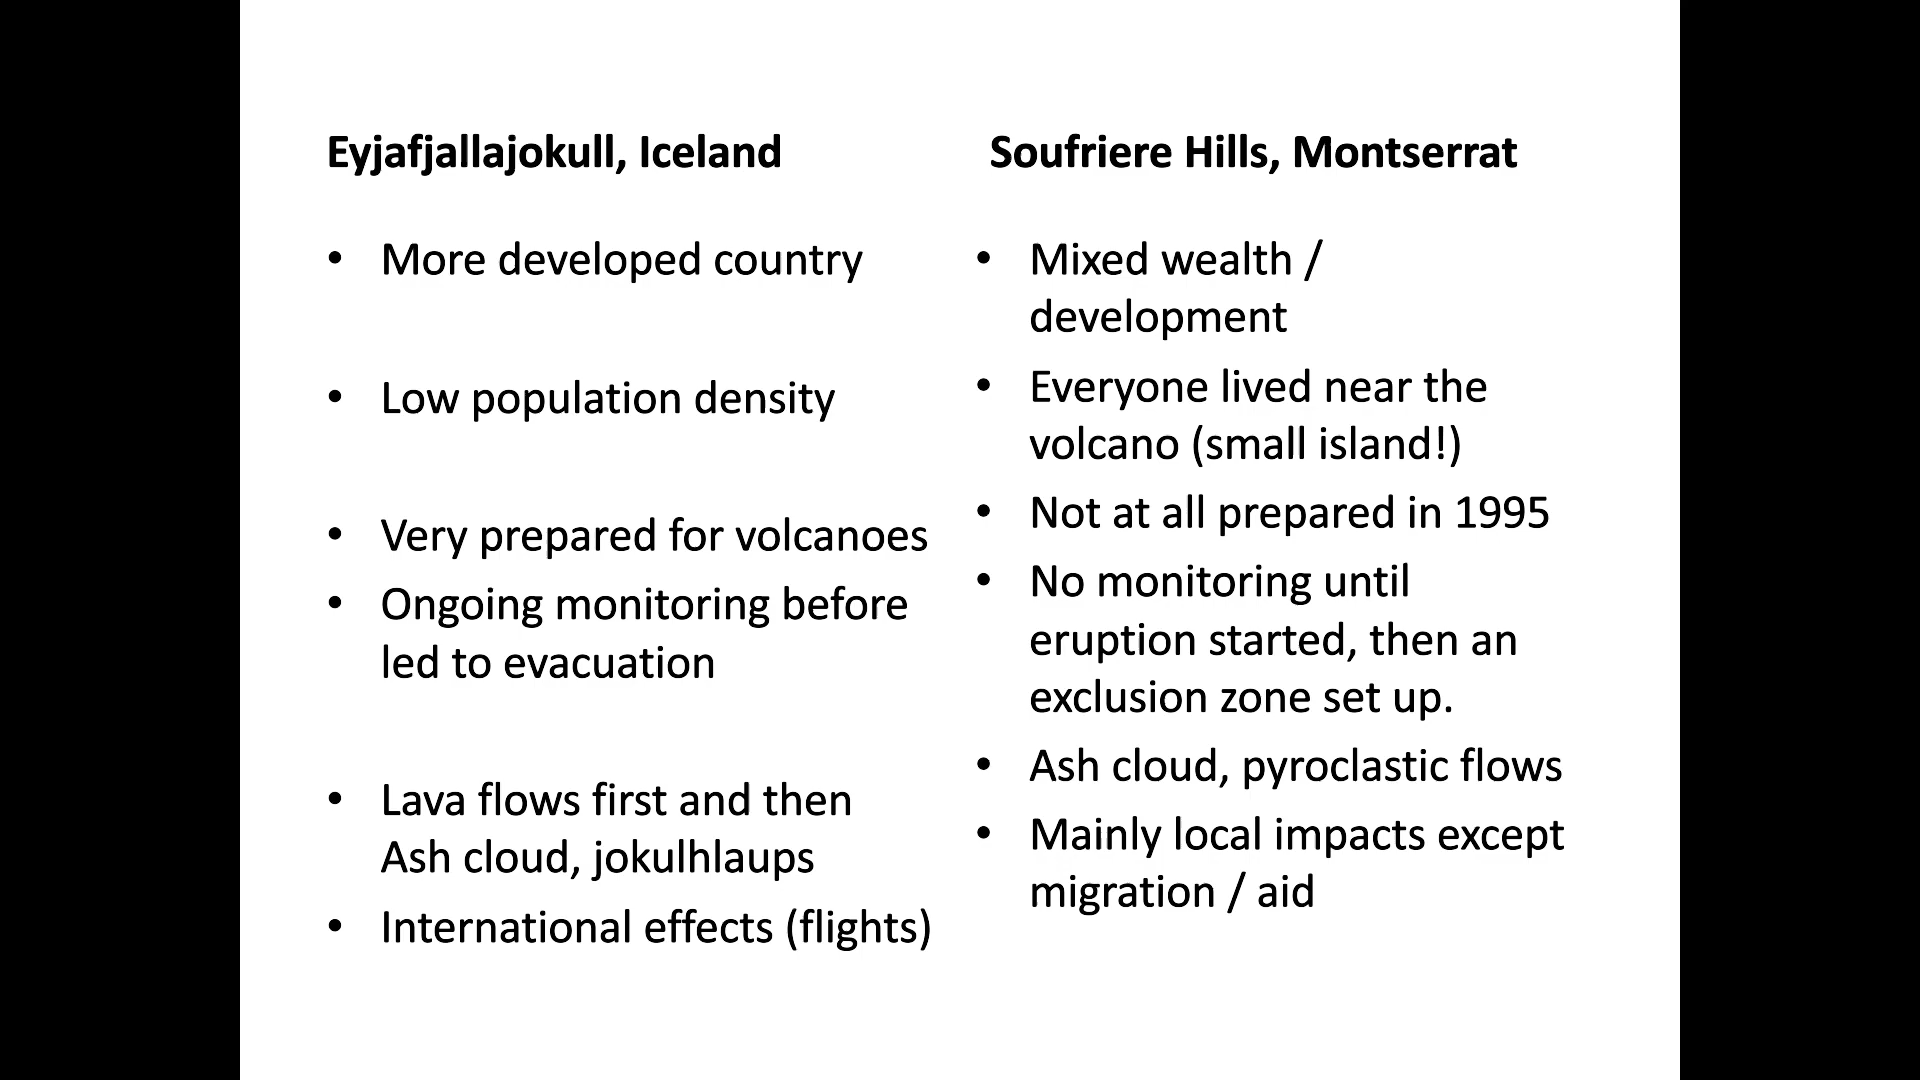 Eyjafjallajokull, Iceland
• More developed country
• Low population density
• Very prepared for volcanoes
• Ongoing monitoring before
led to evacuation
• Lava flows first and then
Ash cloud, jokulhlaups
• International effects (flights)
Soufriere Hills, Montserrat
• Mixed wealth /
development
• Everyone lived near the
volcano (small island!)
• Not at all prepared in 1995
• No monitoring until
eruption started, then an
exclusion zone set up.
• Ash cloud, pyroclastic flows
• Mainly local impacts except
migration / aid